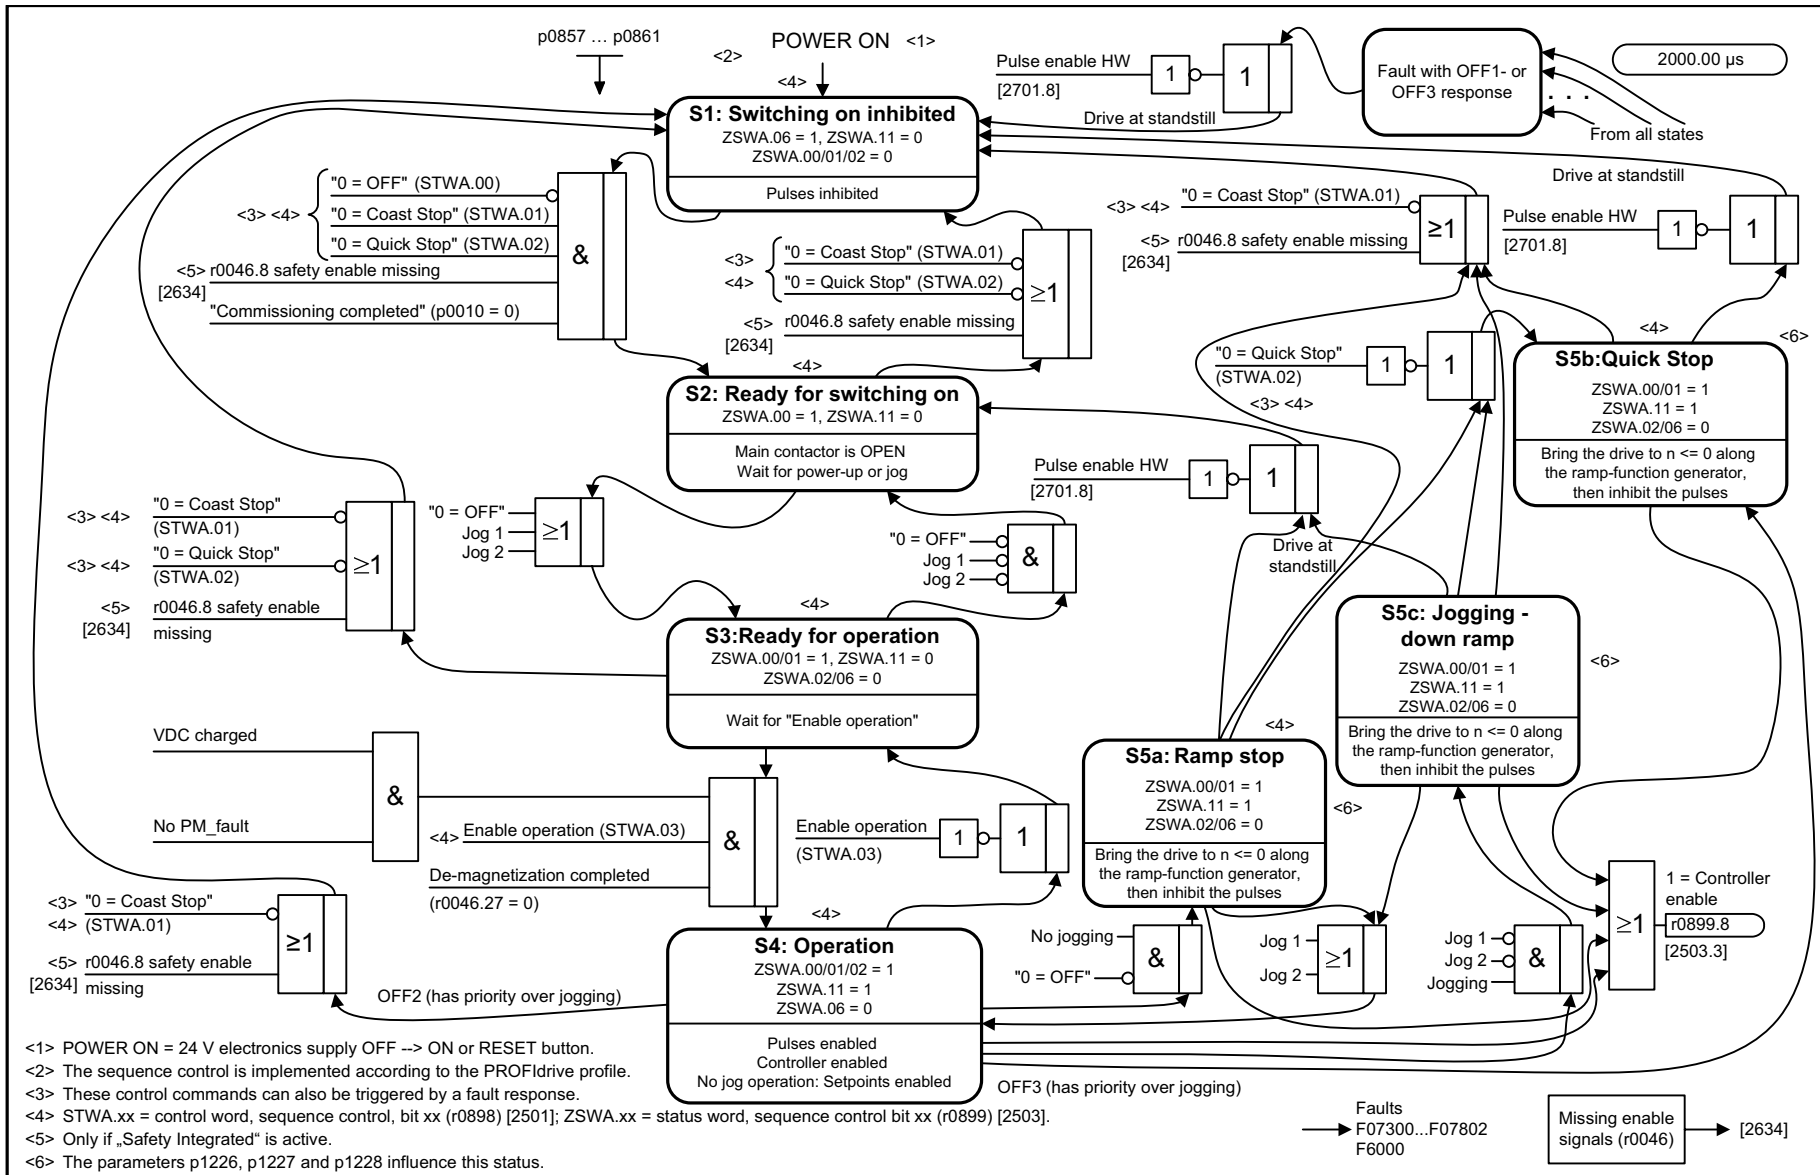 p0857 … p0861
<2>
POWER ON <1>
<4>
S1: Switching on inhibited
ZSWA.06 = 1, ZSWA.11 = 0
ZSWA.00/01/02 = 0
Pulses inhibited
Pulse enable HW
[2701.8]
1
1
Drive at standstill
Fault with OFF1- or
OFF3 response
. . .
From all states
2000.00 µs
"0 = OFF" (STWA.00)
<3> <4>
"0 = Coast Stop" (STWA.01)
"0 = Quick Stop" (STWA.02)
<5> r0046.8 safety enable missing
[2634]
"Commissioning completed" (p0010 = 0)
&
<3>
<4>
"0 = Coast Stop" (STWA.01)
"0 = Quick Stop" (STWA.02)
<5> r0046.8 safety enable missing
[2634]
≥1
<3> <4> "0 = Coast Stop" (STWA.01)
<5> r0046.8 safety enable missing
[2634]
≥1
Drive at standstill
Pulse enable HW
[2701.8]
1
1
<4>
S2: Ready for switching on
ZSWA.00 = 1, ZSWA.11 = 0
Main contactor is OPEN
Wait for power-up or jog
"0 = Quick Stop"
(STWA.02)
1
1
<3> <4>
<4>
<6>
S5b:Quick Stop
ZSWA.00/01 = 1
ZSWA.11 = 1
ZSWA.02/06 = 0
Bring the drive to n <= 0 along
the ramp-function generator,
then inhibit the pulses
Pulse enable HW
[2701.8]
1
1
Drive at
standstill
<3> <4>
"0 = Coast Stop"
(STWA.01)
<3> <4>
"0 = Quick Stop"
(STWA.02)
<5>
[2634]
r0046.8 safety enable
missing
≥1
"0 = OFF"
Jog 1
Jog 2
≥1
"0 = OFF"
Jog 1
Jog 2
&
<4>
S3:Ready for operation
ZSWA.00/01 = 1, ZSWA.11 = 0
ZSWA.02/06 = 0
Wait for "Enable operation"
S5c: Jogging -
down ramp
ZSWA.00/01 = 1
ZSWA.11 = 1
ZSWA.02/06 = 0
Bring the drive to n <= 0 along
the ramp-function generator,
then inhibit the pulses
<6>
<4>
S5a: Ramp stop
ZSWA.00/01 = 1
ZSWA.11 = 1
ZSWA.02/06 = 0
Bring the drive to n <= 0 along
the ramp-function generator,
then inhibit the pulses
<6>
VDC charged
No PM_fault
&
<4> Enable operation (STWA.03)
De-magnetization completed
(r0046.27 = 0)
&
Enable operation
(STWA.03)
1
1
<4>
S4: Operation
ZSWA.00/01/02 = 1
ZSWA.11 = 1
ZSWA.06 = 0
Pulses enabled
Controller enabled
No jog operation: Setpoints enabled
<3> "0 = Coast Stop"
<4> (STWA.01)
<5> r0046.8 safety enable
[2634] missing
≥1
OFF2 (has priority over jogging)
No jogging
"0 = OFF"
&
Jog 1
Jog 2
≥1
Jog 1
Jog 2
Jogging
&
≥1
1 = Controller
enable
r0899.8
[2503.3]
OFF3 (has priority over jogging)
<1> POWER ON = 24 V electronics supply OFF --> ON or RESET button.
<2> The sequence control is implemented according to the PROFIdrive profile.
<3> These control commands can also be triggered by a fault response.
<4> STWA.xx = control word, sequence control, bit xx (r0898) [2501]; ZSWA.xx = status word, sequence control bit xx (r0899) [2503].
<5> Only if „Safety Integrated“ is active.
<6> The parameters p1226, p1227 and p1228 influence this status.
Faults
F07300...F07802
F6000
Missing enable
signals (r0046)
[2634]